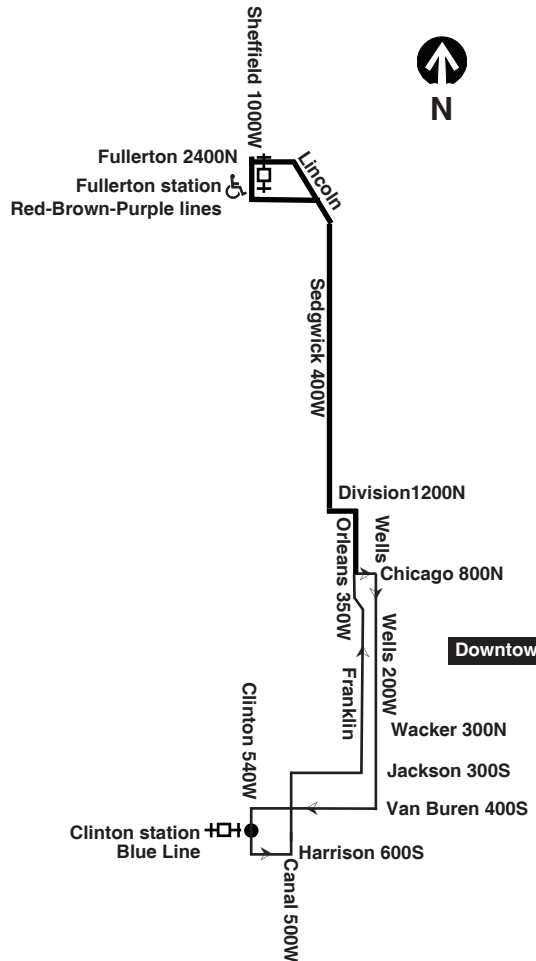 Sheffield 1000W
N
Fullerton 2400N
Lincoln
Fullerton station
Red-Brown-Purple lines
Sedgwick 400W
Division1200N
Wells
Orleans 350W
Chicago 800N
Wells 200W
Downtow
Franklin
Clinton 540W
Wacker 300N
Jackson 300S
Van Buren 400S
Clinton station
Blue Line
Harrison 600S
Canal 500W